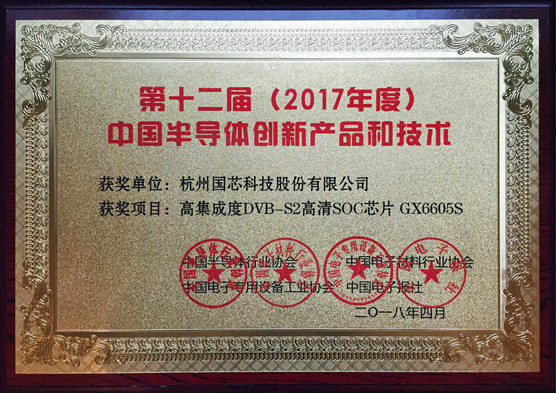 第十二届（2017年度）
中国半导体创新产品和技术
获奖单位：杭州国芯科技股份有限公司
获奖项目：高集成度DVB-S2高清SOC芯片 GX6605S
中国半导体行业协会 中国电子材料行业协会
中国电子专用设备工业协会 中国电子报社
二〇一八年四月